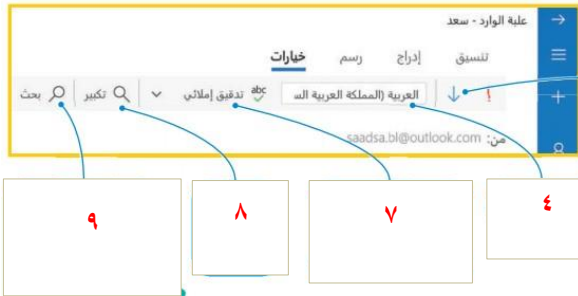 علبة الوارد - سعد
تنسيق إدراج رسم خيارات
! العربية (المملكة العربية الس abc تدقيق إملائي تكبير بحث
من: saadsa.bl@outlook.com
٤ ٧ ٨ ٩